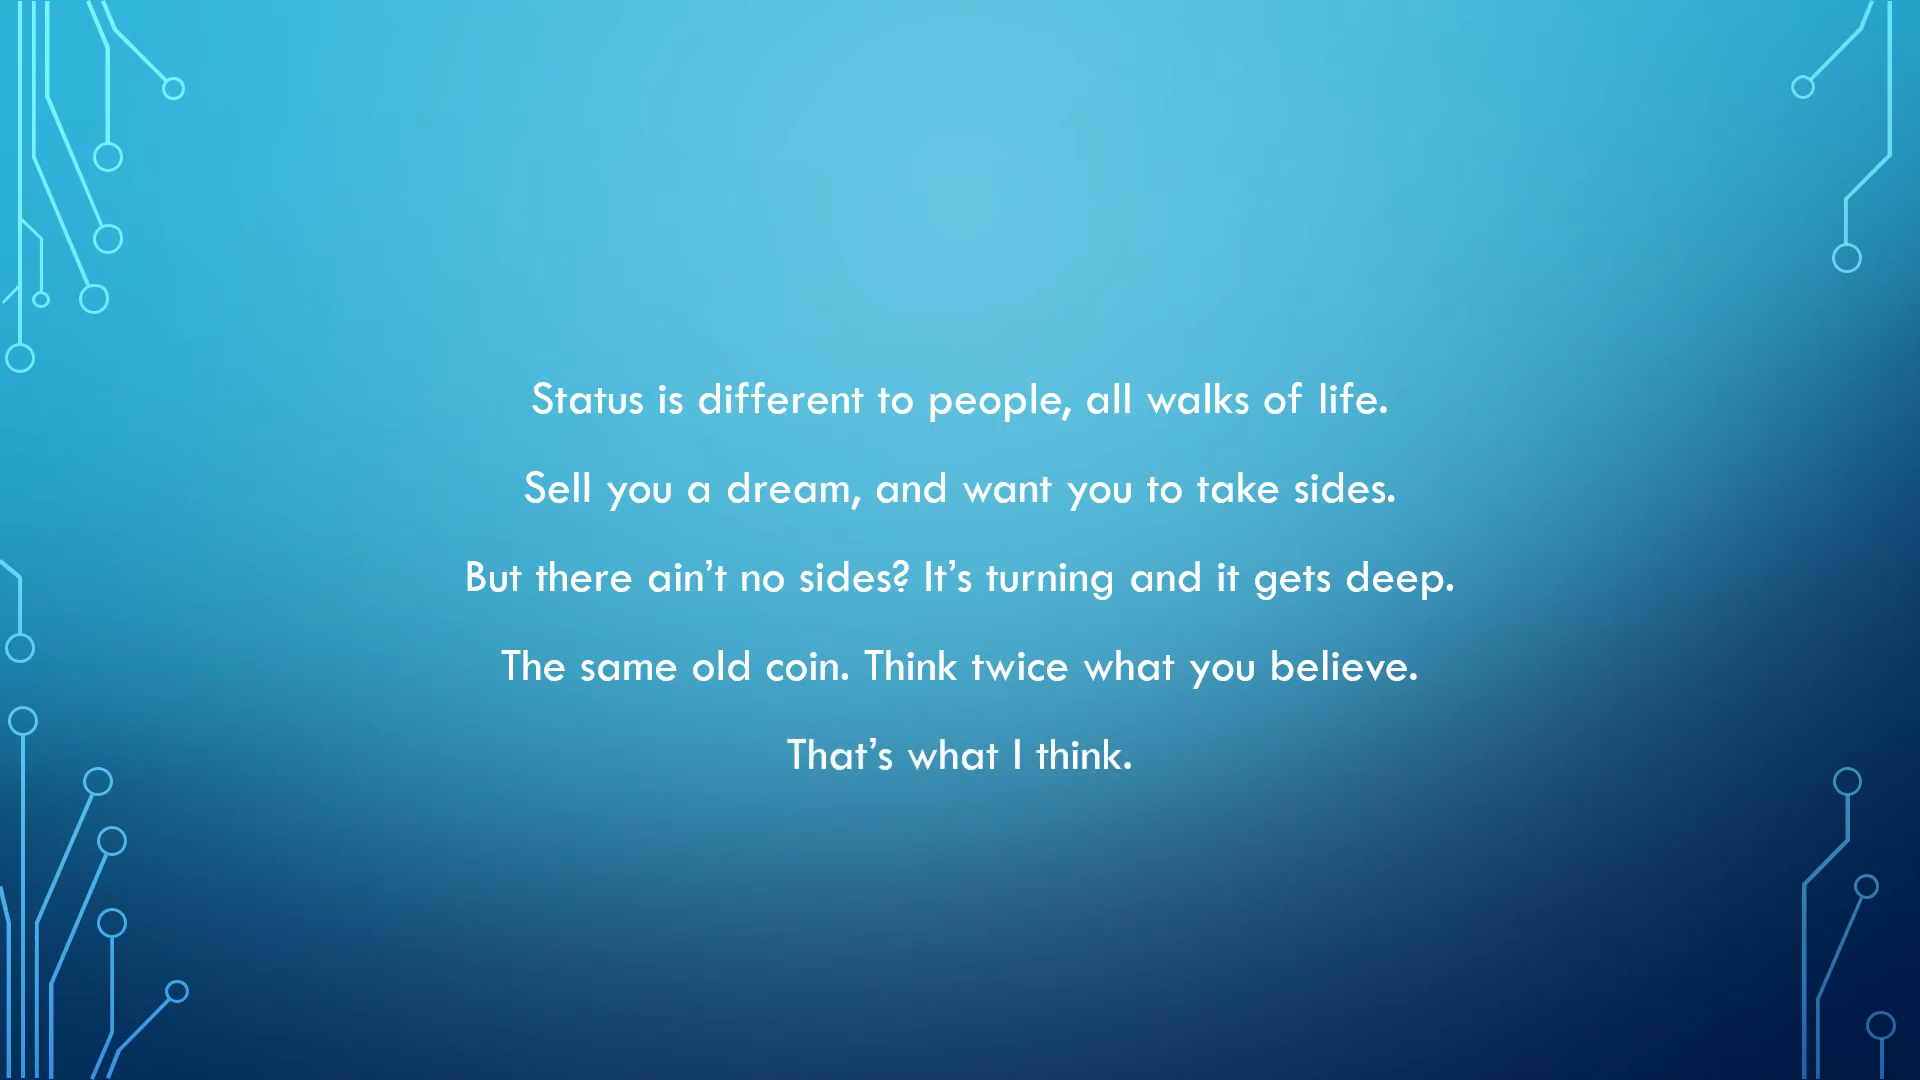 Status is different to people, all walks of life.
Sell you a dream, and want you to take sides.
But there ain’t no sides? It’s turning and it gets deep.
The same old coin. Think twice what you believe.
That’s what I think.